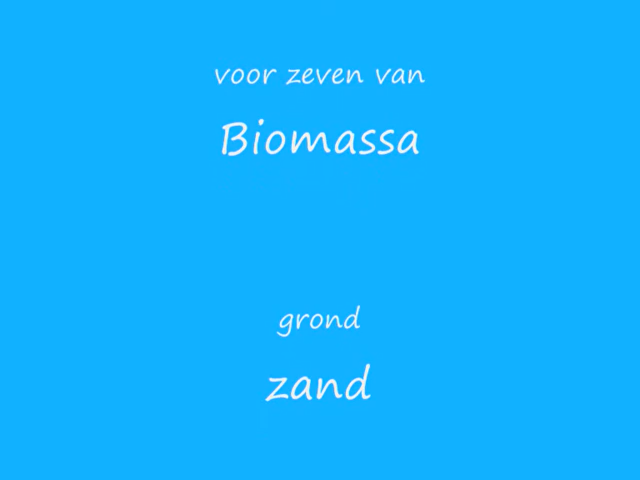 voor zeven van
Biomassa
grond
zand